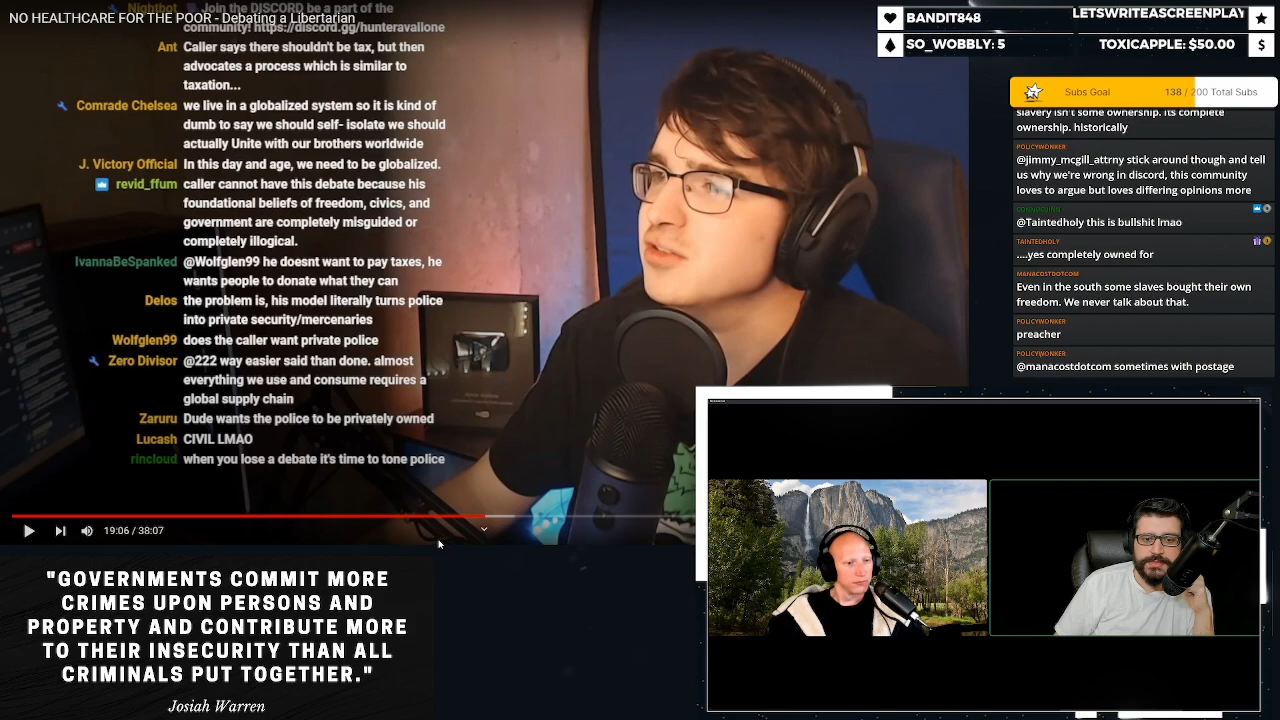 NO HEALTHCARE FOR THE POOR - Debating a Libertarian
Nightbot Join the DISCORD be a part of the
community! https://discord.gg/hunteravallone
Ant Caller says there shouldn't be tax, but then
advocates a process which is similar to
taxation...
Comrade Chelsea we live in a globalized system so it is kind of
dumb to say we should self- isolate we should
actually Unite with our brothers worldwide
J. Victory Official In this day and age, we need to be globalized.
revid_ffum caller cannot have this debate because his
foundational beliefs of freedom, civics, and
government are completely misguided or
completely illogical.
IvannaBeSpanked @Wolfglen99 he doesnt want to pay taxes, he
wants people to donate what they can
Delos the problem is, his model literally turns police
into private security/mercenaries
Wolfglen99 does the caller want private police
Zero Divisor @222 way easier said than done. almost
everything we use and consume requires a
global supply chain
Zaruru Dude wants the police to be privately owned
Lucash CIVIL LMAO
rincloud when you lose a debate it's time to tone police
19:06 / 38:07
"GOVERNMENTS COMMIT MORE
CRIMES UPON PERSONS AND
PROPERTY AND CONTRIBUTE MORE
TO THEIR INSECURITY THAN ALL
CRIMINALS PUT TOGETHER."
Josiah Warren
BANDIT848
LETSWRITEASCREENPLAY
SO_WOBBLY: 5
TOXICAPPLE: $50.00
$
Subs Goal 138 / 200 Total Subs
slavery isn't some ownership. its complete
ownership. historically
POLICYWONKER
@jimmy_mcgill_attrny stick around though and tell
us why we're wrong in discord, this community
loves to argue but loves differing opinions more
@Taintedholy this is bullshit lmao
TAINTEDHOLY
....yes completely owned for
MANACOSTDOTCOM
Even in the south some slaves bought their own
freedom. We never talk about that.
POLICYWONKER
preacher
POLICYWONKER
@manacostdotcom sometimes with postage